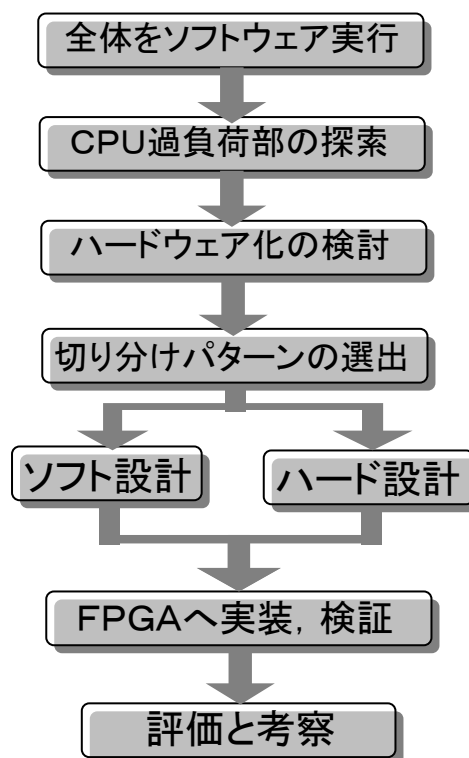 全体をソフトウェア実行
CPU過負荷部の探索
ハードウェア化の検討
切り分けパターンの選出
ソフト設計
ハード設計
FPGAへ実装，検証
評価と考察